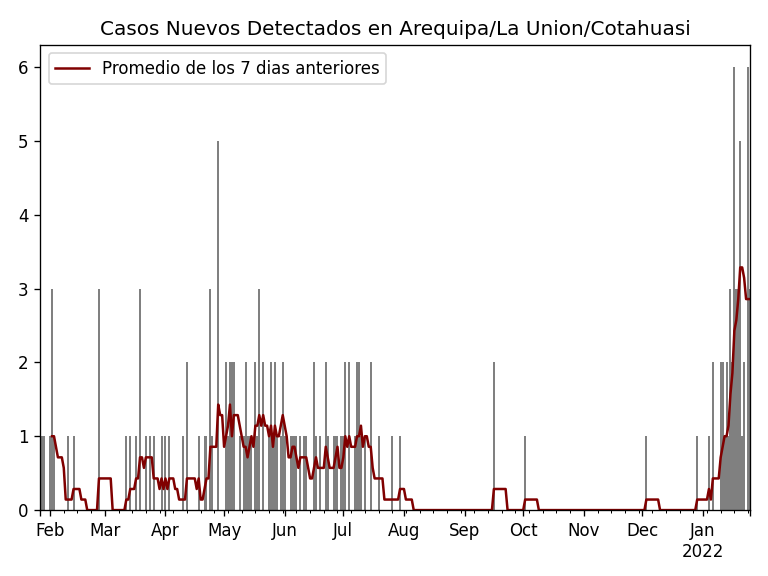 Casos Nuevos Detectados en Arequipa/La Union/Cotahuasi
Promedio de los 7 dias anteriores
6
5
4
3
2
1
0
Feb Mar Apr May Jun Jul Aug Sep Oct Nov Dec Jan
2022